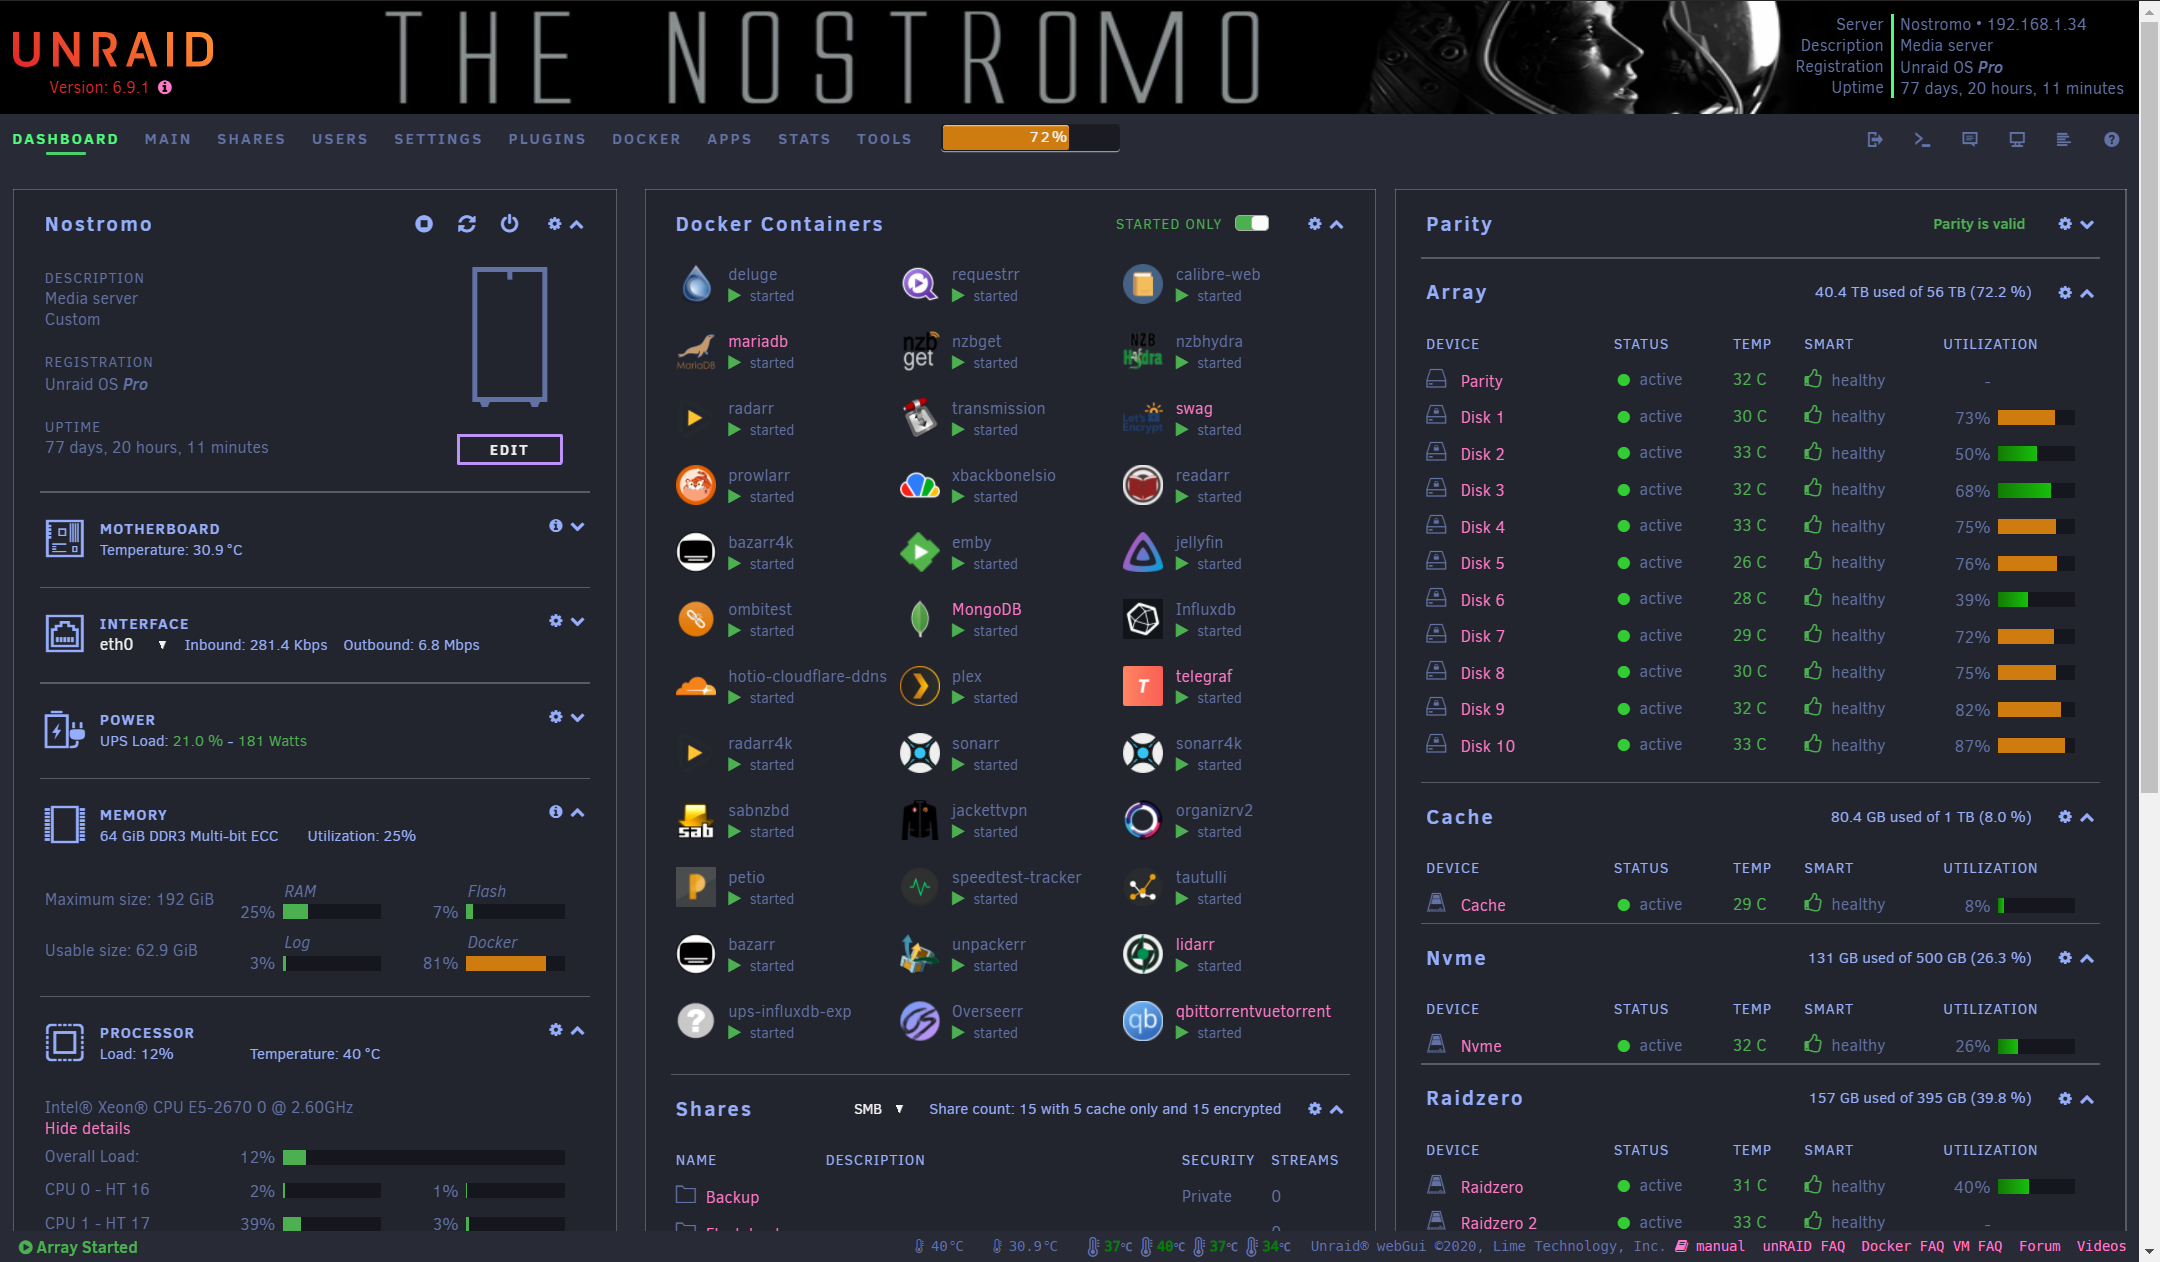 UNRAID
Version: 6.9.1
THE NOSTROMO
Server Nostromo • 192.168.1.34
Description Media server
Registration Unraid OS Pro
Uptime 77 days, 20 hours, 11 minutes
DASHBOARD MAIN SHARES USERS SETTINGS PLUGINS DOCKER APPS STATS TOOLS 72%
Nostromo
DESCRIPTION
Media server
Custom
REGISTRATION
Unraid OS Pro
UPTIME
77 days, 20 hours, 11 minutes
EDIT
MOTHERBOARD
Temperature: 30.9 °C
INTERFACE
eth0 Inbound: 281.4 Kbps Outbound: 6.8 Mbps
POWER
UPS Load: 21.0 % - 181 Watts
MEMORY
64 GiB DDR3 Multi-bit ECC Utilization: 25%
RAM Flash
Maximum size: 192 GiB 25% 7%
Log Docker
Usable size: 62.9 GiB 3% 81%
PROCESSOR
Load: 12% Temperature: 40 °C
Intel® Xeon® CPU E5-2670 0 @ 2.60GHz
Hide details
Overall Load: 12%
CPU 0 - HT 16 2% 1%
CPU 1 - HT 17 39% 3%
Docker Containers STARTED ONLY
deluge requestrr calibre-web
started started started
mariadb nzbget nzbhydra
started started started
MariaDB nzb get NZB Hydra
radarr transmission swag
started started started
Let's Encrypt
prowlarr xbackbonelsio readarr
started started started
bazarr4k emby jellyfin
started started started
ombitest MongoDB Influxdb
started started started
hotio-cloudflare-ddns plex telegraf
started started started
T
radarr4k sonarr sonarr4k
started started started
sabnzbd jackettvpn organizrv2
started started started
sab
petio speedtest-tracker tautulli
started started started
P
bazarr unpackerr lidarr
started started started
ups-influxdb-exp Overseerr qbittorrentvuetorrent
started started started
? qb
Shares SMB Share count: 15 with 5 cache only and 15 encrypted
NAME DESCRIPTION SECURITY STREAMS
Backup Private 0
Parity Parity is valid
Array 40.4 TB used of 56 TB (72.2 %)
DEVICE STATUS TEMP SMART UTILIZATION
Parity active 32 C healthy -
Disk 1 active 30 C healthy 73%
Disk 2 active 33 C healthy 50%
Disk 3 active 32 C healthy 68%
Disk 4 active 33 C healthy 75%
Disk 5 active 26 C healthy 76%
Disk 6 active 28 C healthy 39%
Disk 7 active 29 C healthy 72%
Disk 8 active 30 C healthy 75%
Disk 9 active 32 C healthy 82%
Disk 10 active 33 C healthy 87%
Cache 80.4 GB used of 1 TB (8.0 %)
DEVICE STATUS TEMP SMART UTILIZATION
Cache active 29 C healthy 8%
Nvme 131 GB used of 500 GB (26.3 %)
DEVICE STATUS TEMP SMART UTILIZATION
Nvme active 32 C healthy 26%
Raidzero 157 GB used of 395 GB (39.8 %)
DEVICE STATUS TEMP SMART UTILIZATION
Raidzero active 31 C healthy 40%
Raidzero 2 active 33 C healthy -
Array Started 40°C 30.9°C 37°C 40°C 37°C 34°C Unraid® webGui ©2020, Lime Technology, Inc. manual unRAID FAQ Docker FAQ VM FAQ Forum Videos